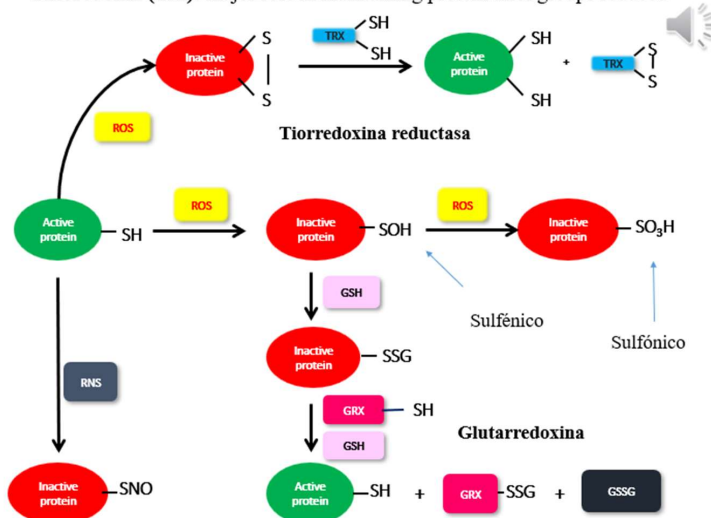 S
TRX
SH
SH
Inactive
protein
S
Active
protein
SH
SH
+
TRX
S
S
ROS
Tiorredoxina reductasa
Active
protein
SH
ROS
Inactive
protein
SOH
ROS
Inactive
protein
SO3H
GSH
Sulfénico
Sulfónico
Inactive
protein
SSG
RNS
GRX
SH
GSH
Glutarredoxina
Inactive
protein
SNO
Active
protein
SH
+
GRX
SSG
+
GSSG